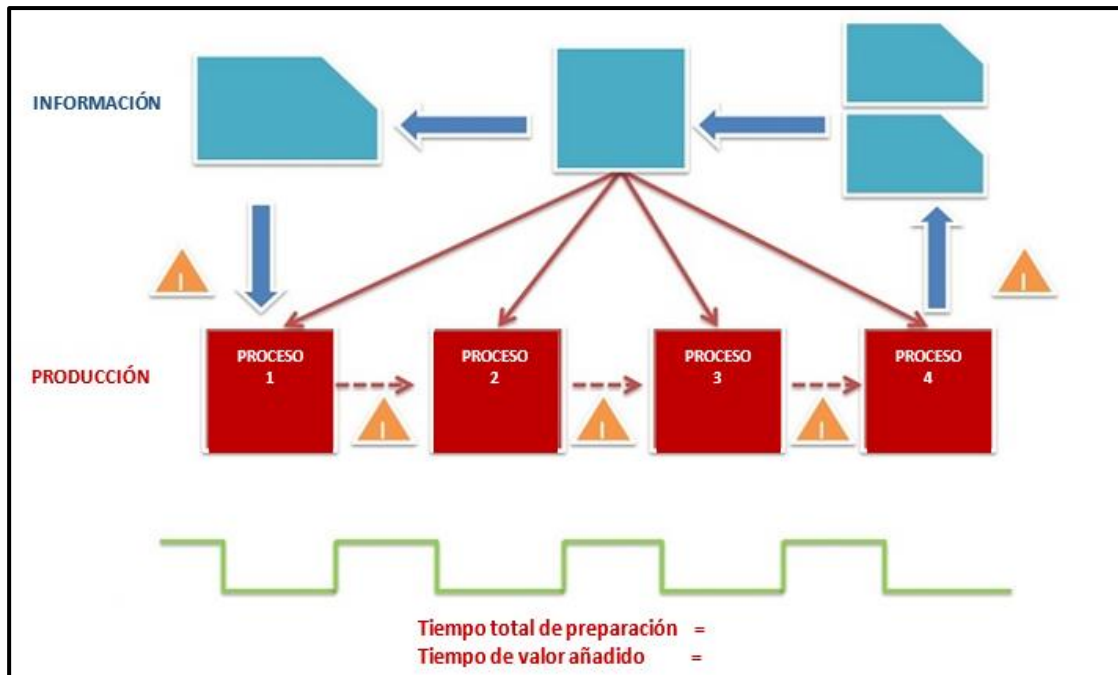 INFORMACIÓN
I
I
PRODUCCIÓN
PROCESO
1
PROCESO
2
PROCESO
3
PROCESO
4
I
I
I
Tiempo total de preparación =
Tiempo de valor añadido =